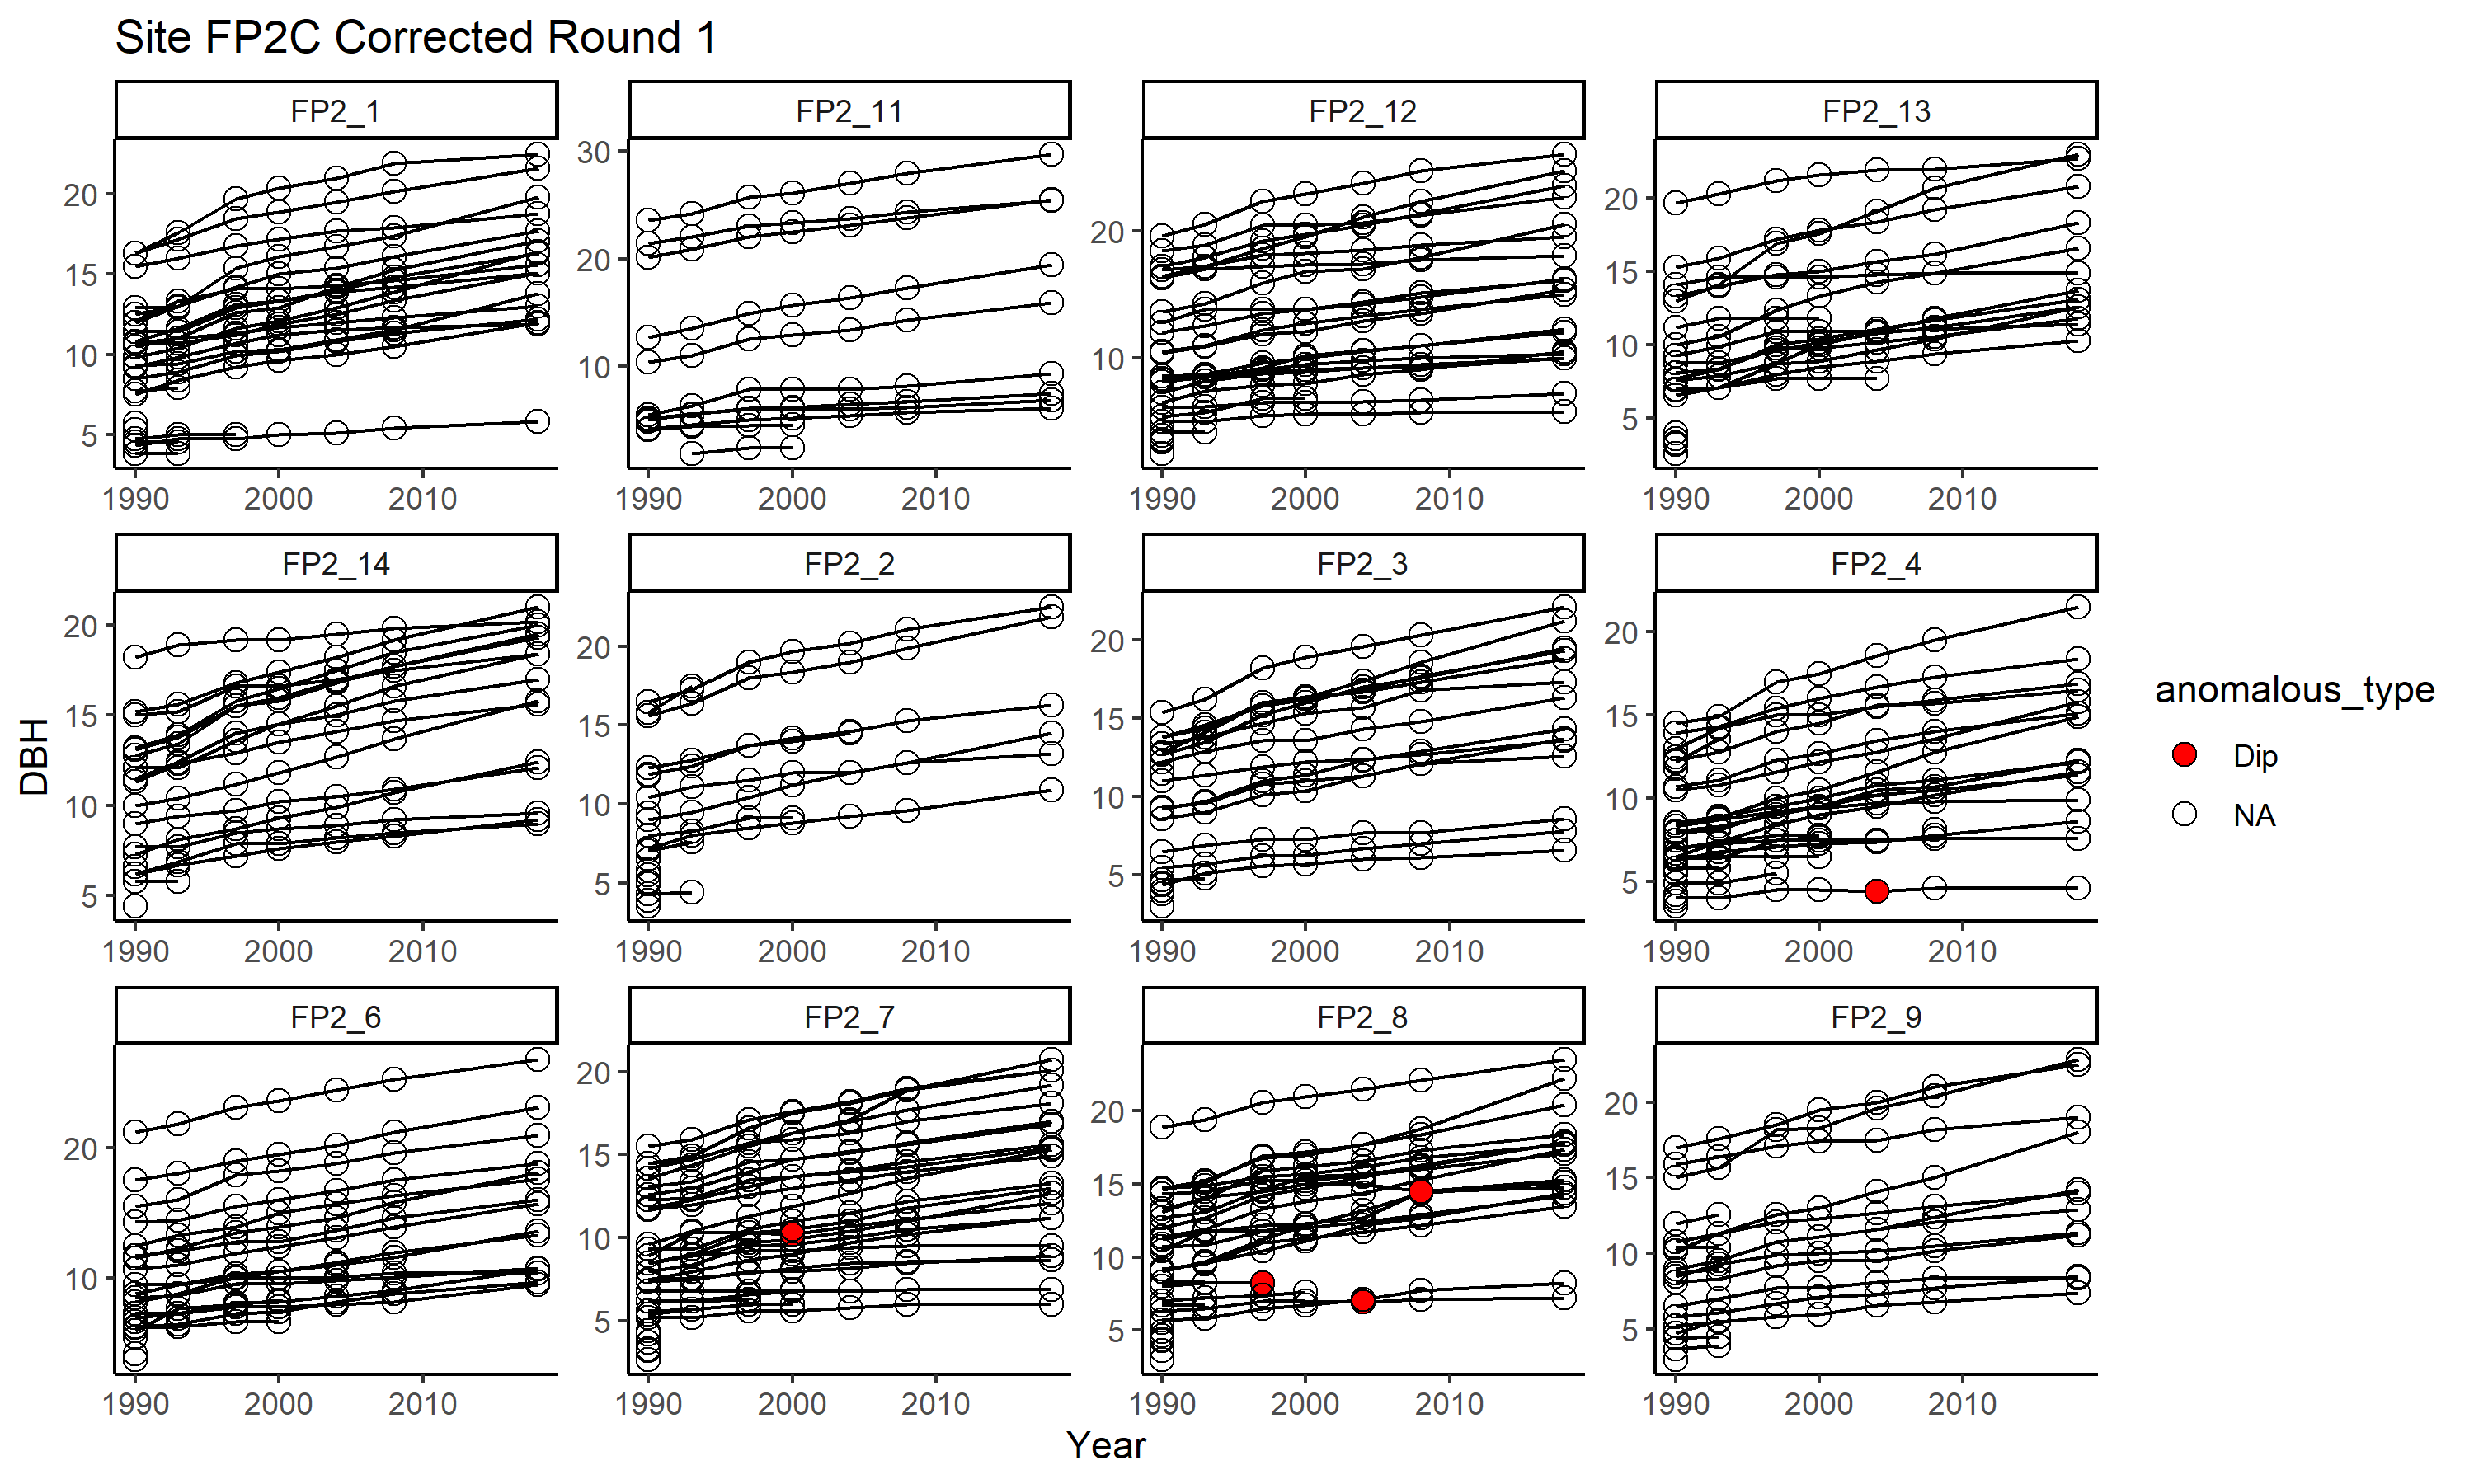 Site FP2C Corrected Round 1
FP2_1 FP2_11 FP2_12 FP2_13
20 15 10 5
30 20 10
20 10
20 15 10 5
1990 2000 2010 1990 2000 2010 1990 2000 2010 1990 2000 2010
FP2_14 FP2_2 FP2_3 FP2_4
20 15 10 5
20 15 10 5
20 15 10 5
20 15 10 5
1990 2000 2010 1990 2000 2010 1990 2000 2010 1990 2000 2010
FP2_6 FP2_7 FP2_8 FP2_9
20 10
20 15 10 5
20 15 10 5
20 15 10 5
1990 2000 2010 1990 2000 2010 1990 2000 2010 1990 2000 2010
DBH
Year
anomalous_type
Dip
NA